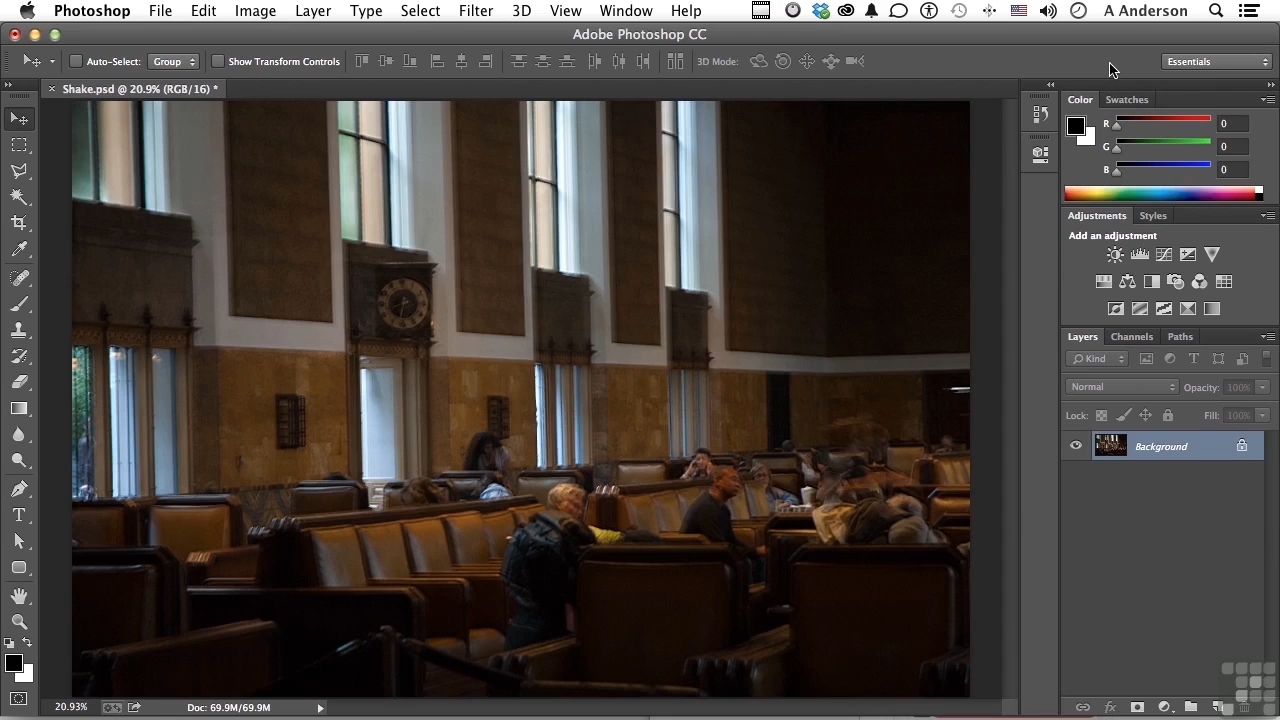 Photoshop File Edit Image Layer Type Select Filter 3D View Window Help A Anderson
Adobe Photoshop CC
Auto-Select: Group Show Transform Controls 3D Mode: Essentials
Shake.psd @ 20.9% (RGB/16) *
Color Swatches
R 0
G 0
B 0
Adjustments Styles
Add an adjustment
Layers Channels Paths
Kind T
Normal Opacity: 100%
Lock: Fill: 100%
Background
T
fx
20.93% Doc: 69.9M/69.9M